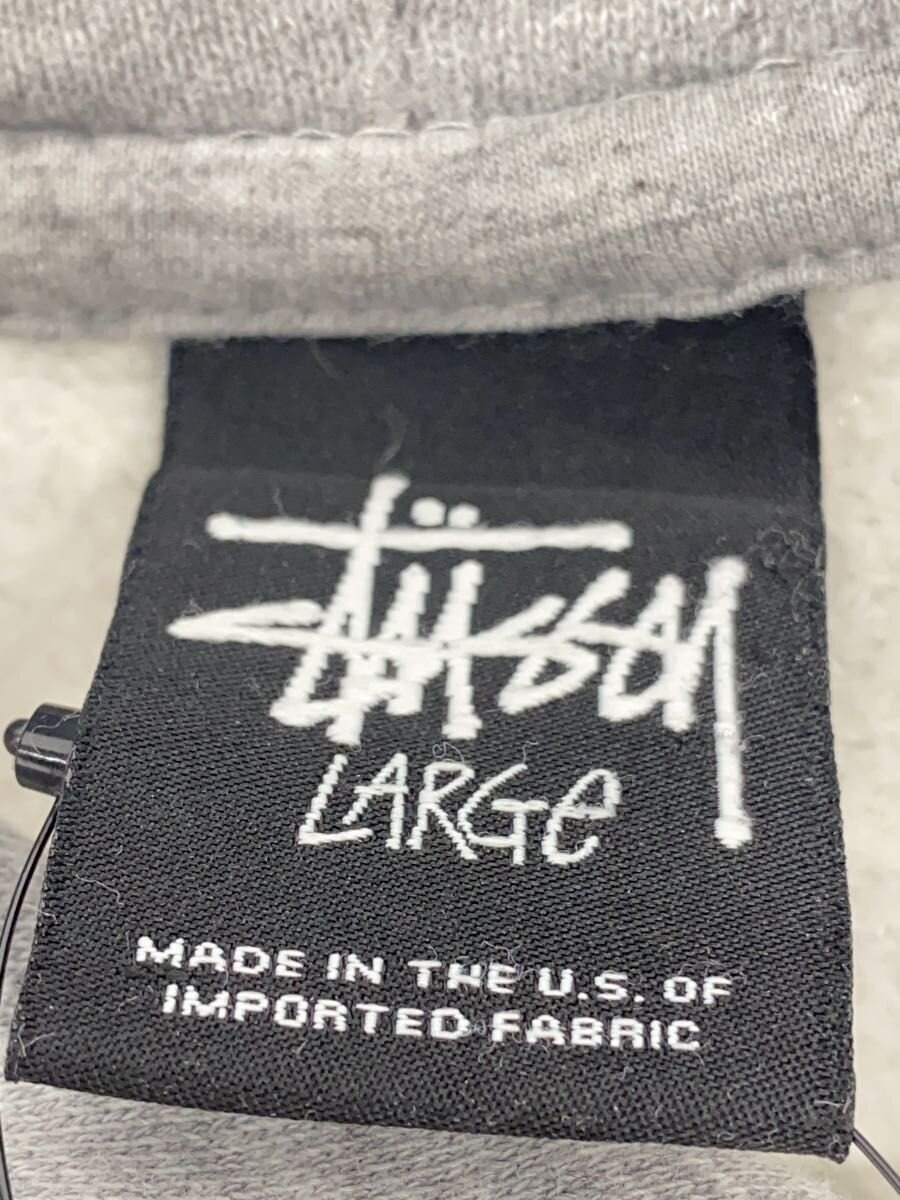 Stüssy
LARGe
MADE IN THE U.S. OF
IMPORTED FABRIC